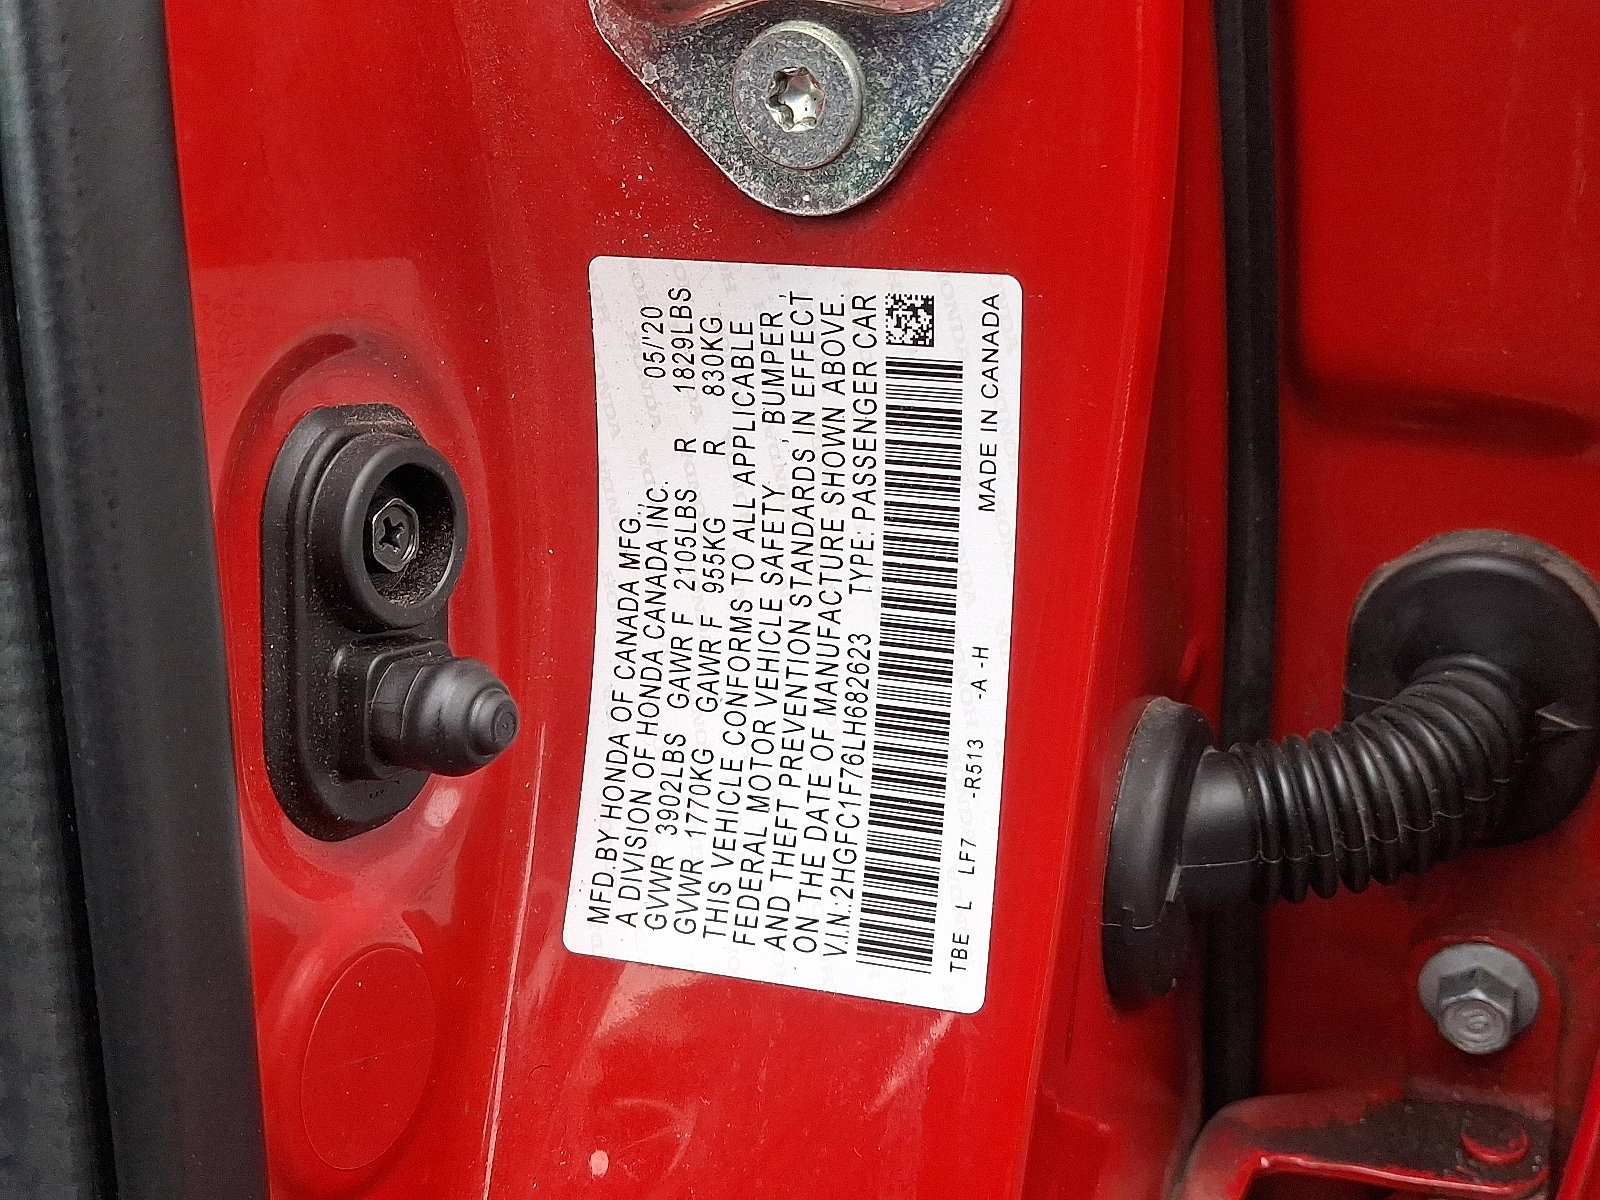 MFD.BY HONDA OF CANADA MFG., 05/'20
A DIVISION OF HONDA CANADA INC.
GVWR 3902LBS GAWR F 2105LBS R 1829LBS
GVWR 1770KG GAWR F 955KG R 830KG
THIS VEHICLE CONFORMS TO ALL APPLICABLE
FEDERAL MOTOR VEHICLE SAFETY, BUMPER,
AND THEFT PREVENTION STANDARDS IN EFFECT
ON THE DATE OF MANUFACTURE SHOWN ABOVE.
V.I.N.:2HGFC1F76LH682623 TYPE: PASSENGER CAR
TBE L LF7 -R513 -A -H MADE IN CANADA